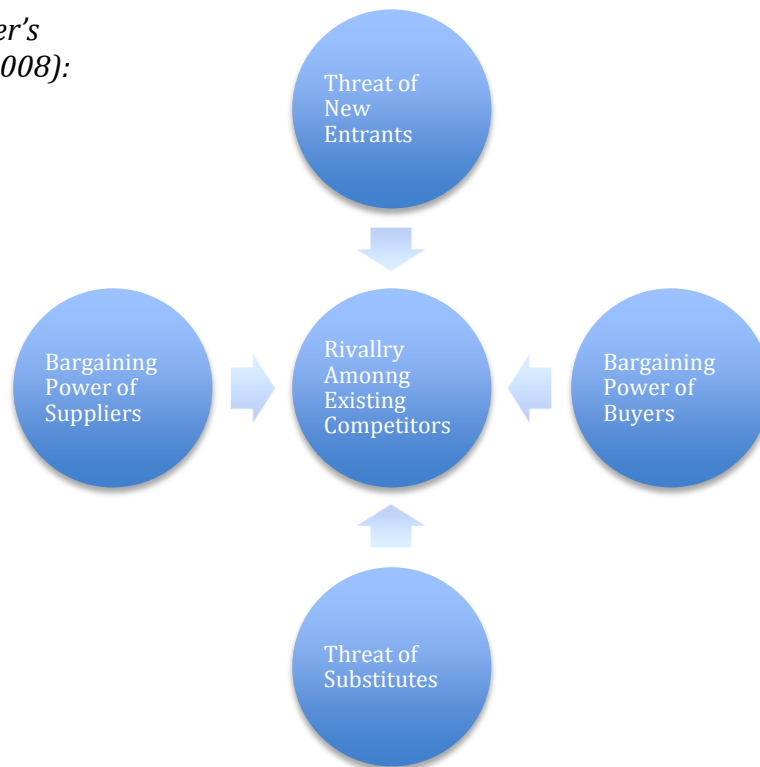 er's
008):
Threat of
New
Entrants
Bargaining
Power of
Suppliers
Rivallry
Amonng
Existing
Competitors
Bargaining
Power of
Buyers
Threat of
Substitutes